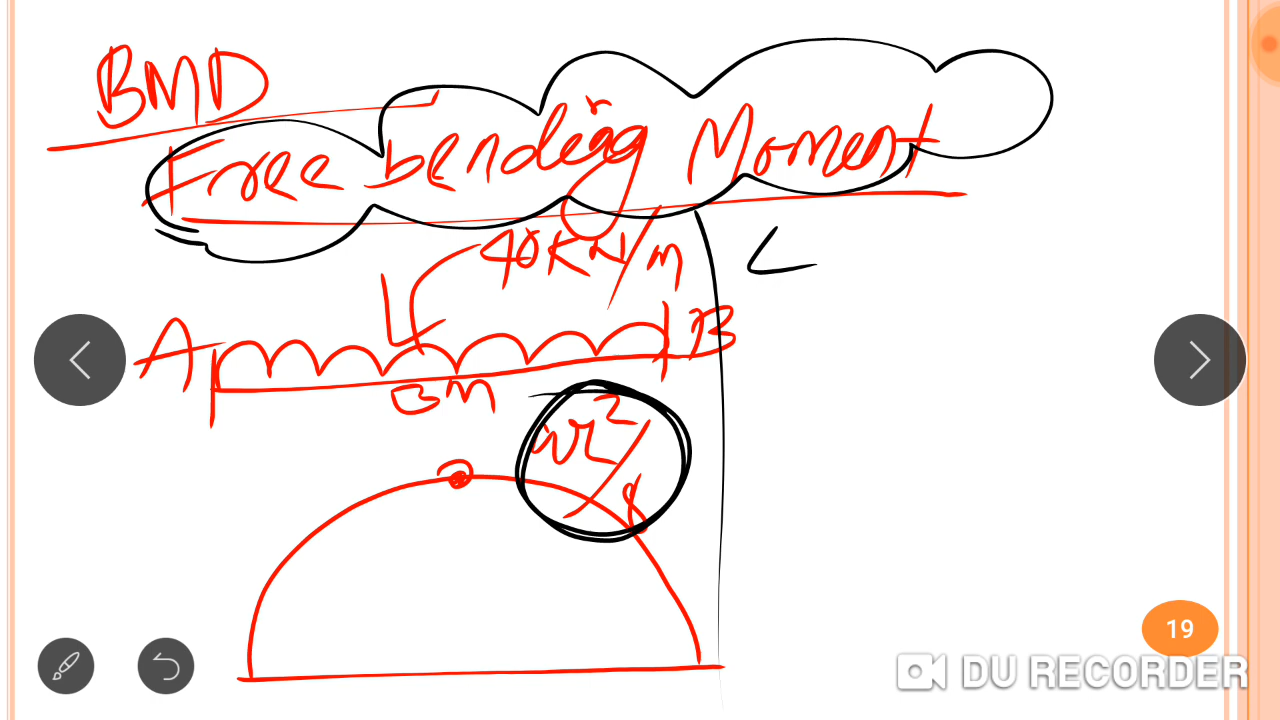 BMD
Free bending Moment
40KN/m
A B
3m
wl²/8
19
DU RECORDER